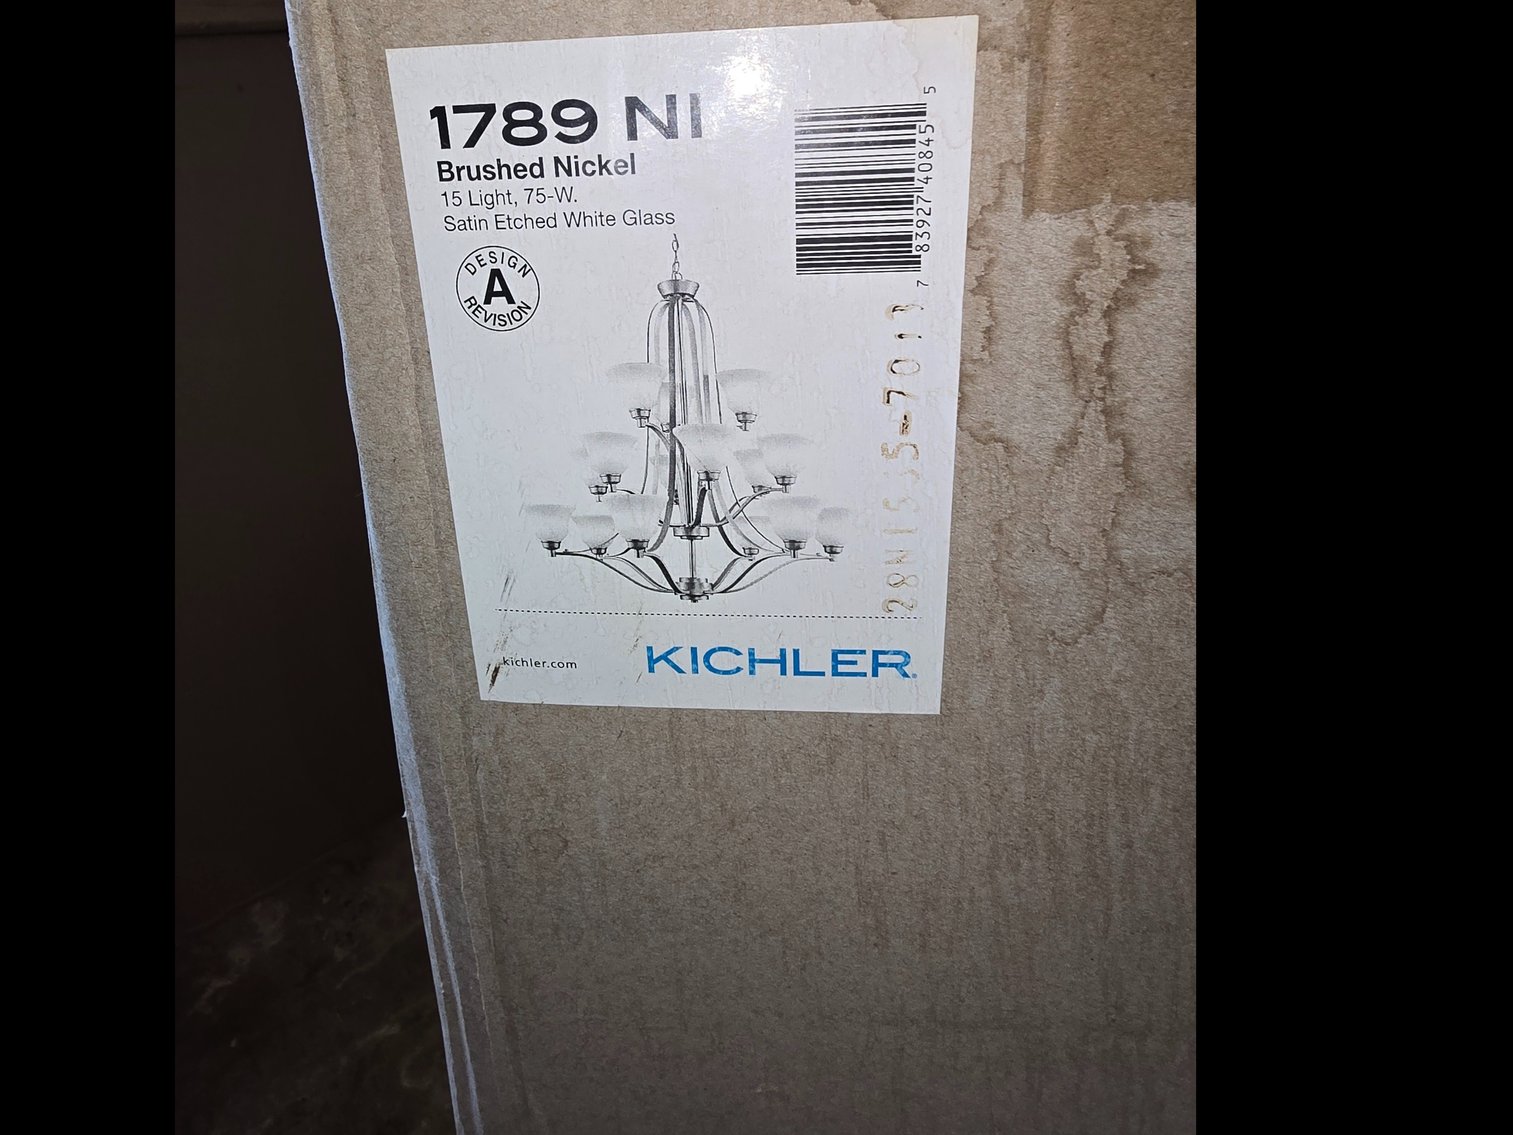 1789 NI
Brushed Nickel
15 Light, 75-W.
Satin Etched White Glass
DESIGN
A
REVISION
7 83927 40845 5
kichler.com
KICHLER